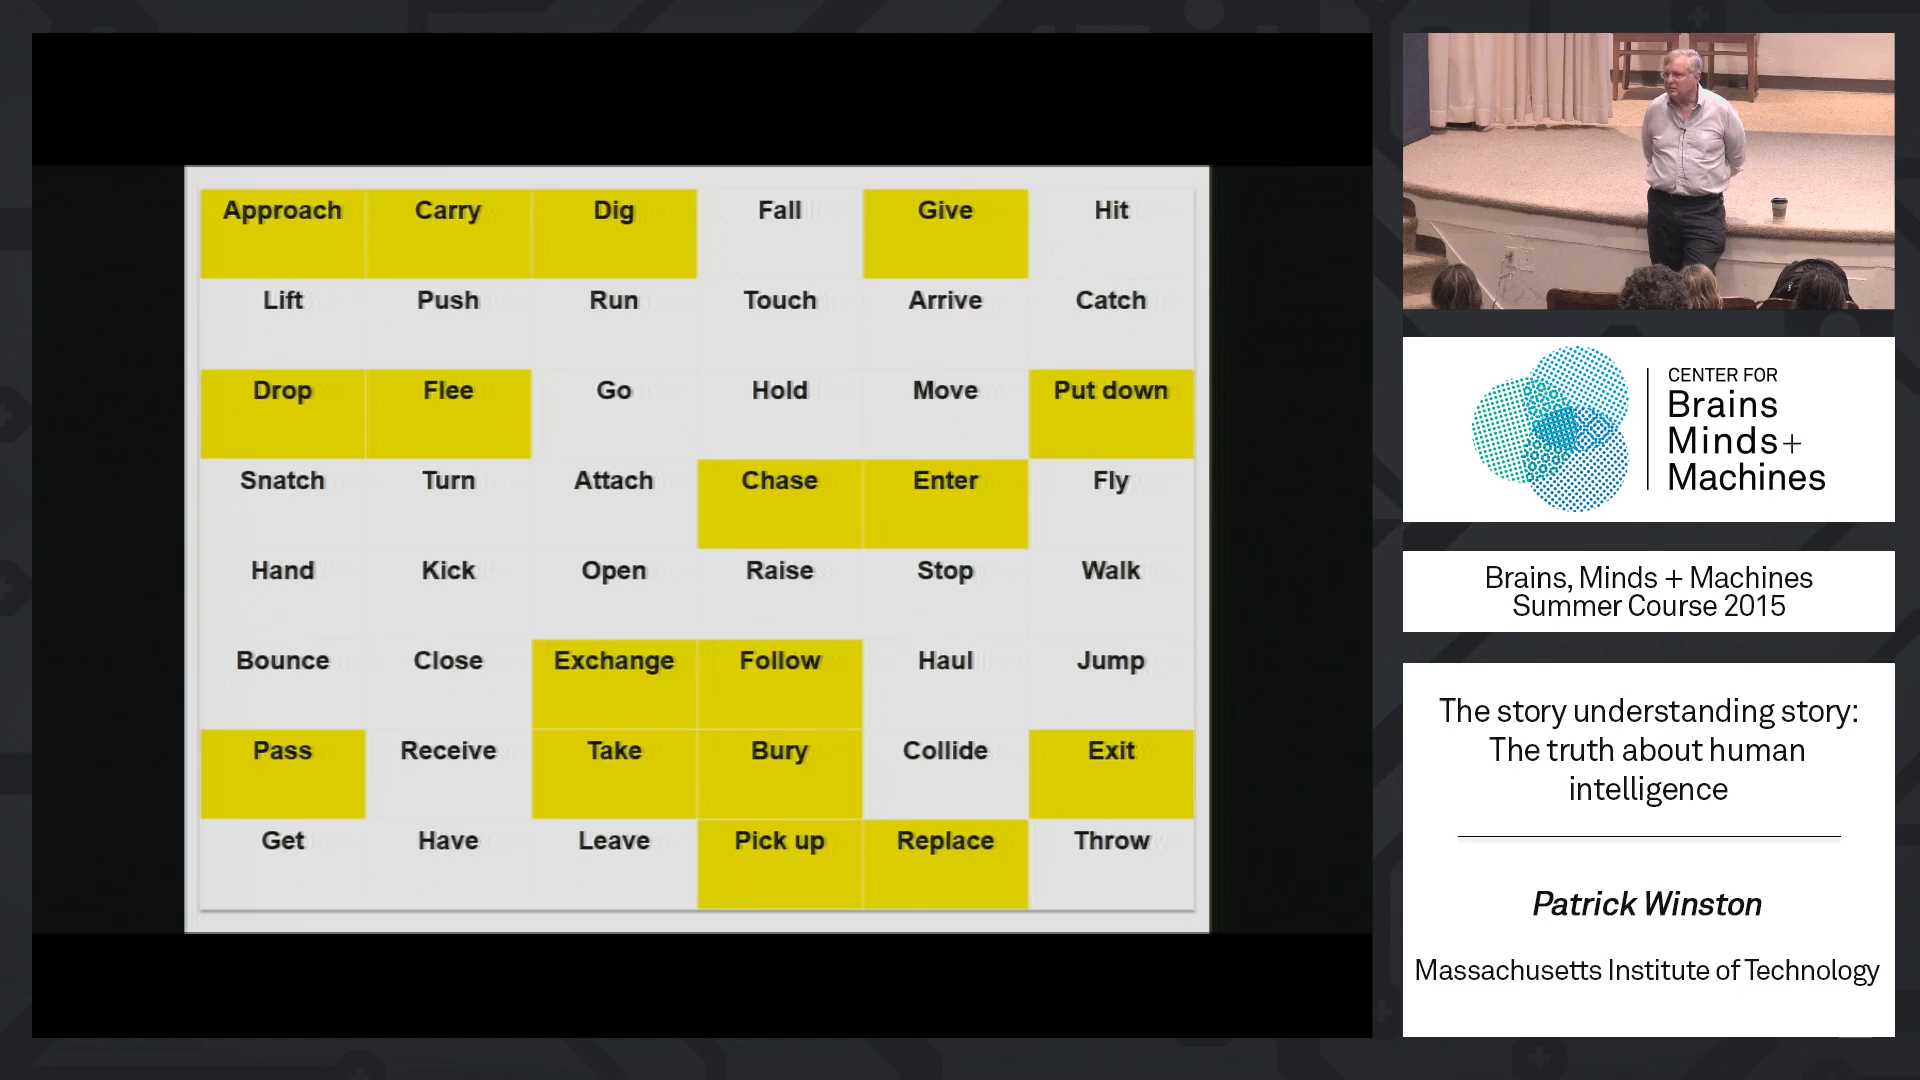 Approach Carry Dig Fall Give Hit
Lift Push Run Touch Arrive Catch
Drop Flee Go Hold Move Put down
Snatch Turn Attach Chase Enter Fly
Hand Kick Open Raise Stop Walk
Bounce Close Exchange Follow Haul Jump
Pass Receive Take Bury Collide Exit
Get Have Leave Pick up Replace Throw
CENTER FOR
Brains
Minds+
Machines
Brains, Minds + Machines
Summer Course 2015
The story understanding story:
The truth about human
intelligence
Patrick Winston
Massachusetts Institute of Technology